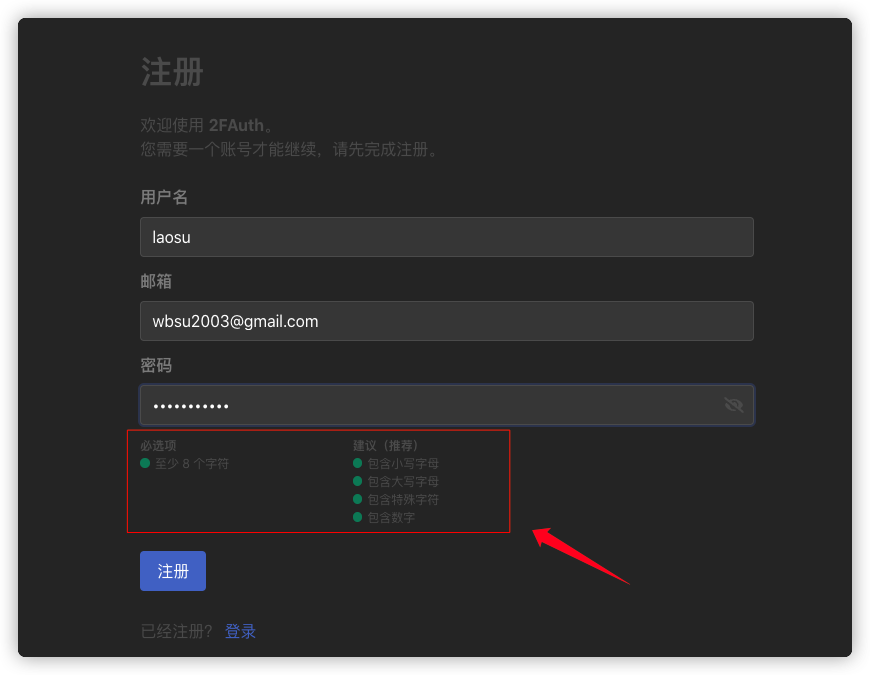 注册
欢迎使用 2FAuth。
您需要一个账号才能继续，请先完成注册。
用户名
laosu
邮箱
wbsu2003@gmail.com
密码
•••••••••••
必选项
至少 8 个字符
建议（推荐）
包含小写字母
包含大写字母
包含特殊字符
包含数字
注册
已经注册？ 登录